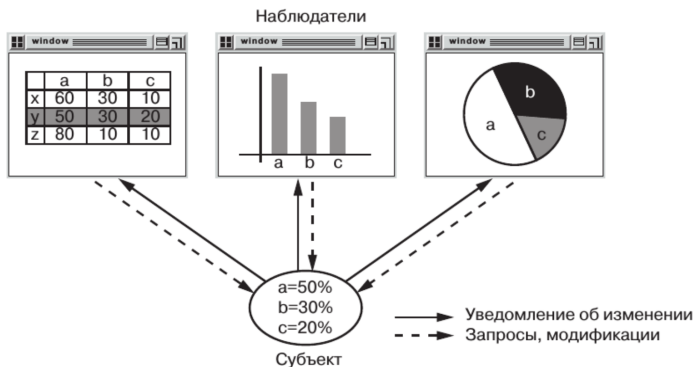 Наблюдатели
window
window
window
a b c
x 60 30 10
y 50 30 20
z 80 10 10
a b c
a
b
c
a=50%
b=30%
c=20%
Субъект
Уведомление об изменении
Запросы, модификации